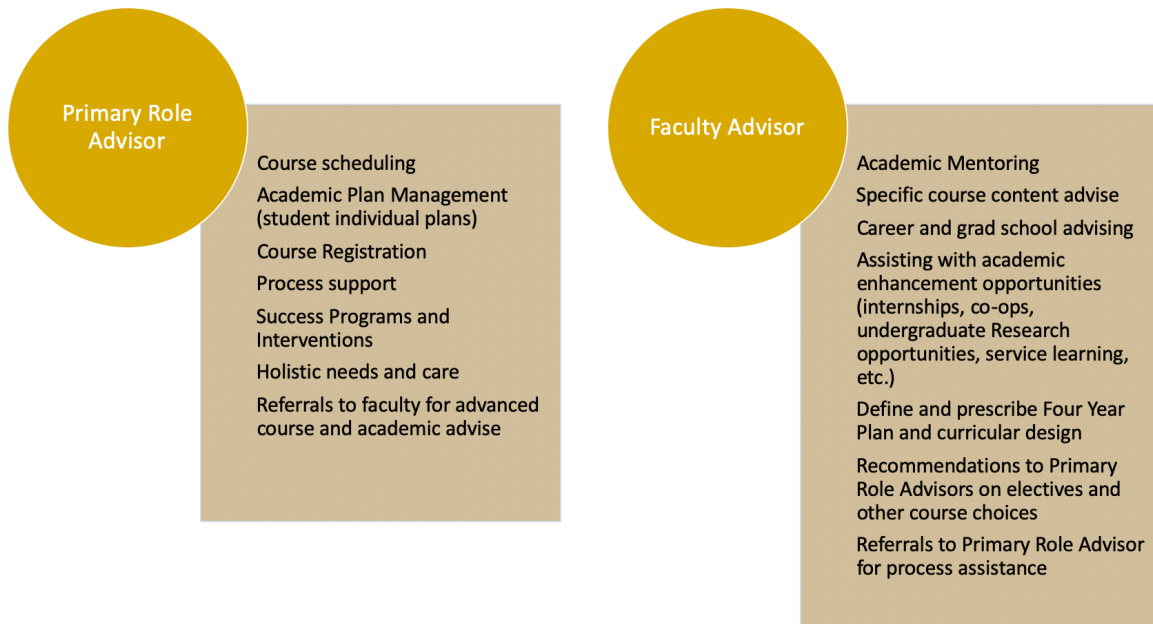 Primary Role
Advisor
Course scheduling
Academic Plan Management
(student individual plans)
Course Registration
Process support
Success Programs and
Interventions
Holistic needs and care
Referrals to faculty for advanced
course and academic advise
Faculty Advisor
Academic Mentoring
Specific course content advise
Career and grad school advising
Assisting with academic
enhancement opportunities
(internships, co-ops,
undergraduate Research
opportunities, service learning,
etc.)
Define and prescribe Four Year
Plan and curricular design
Recommendations to Primary
Role Advisors on electives and
other course choices
Referrals to Primary Role Advisor
for process assistance